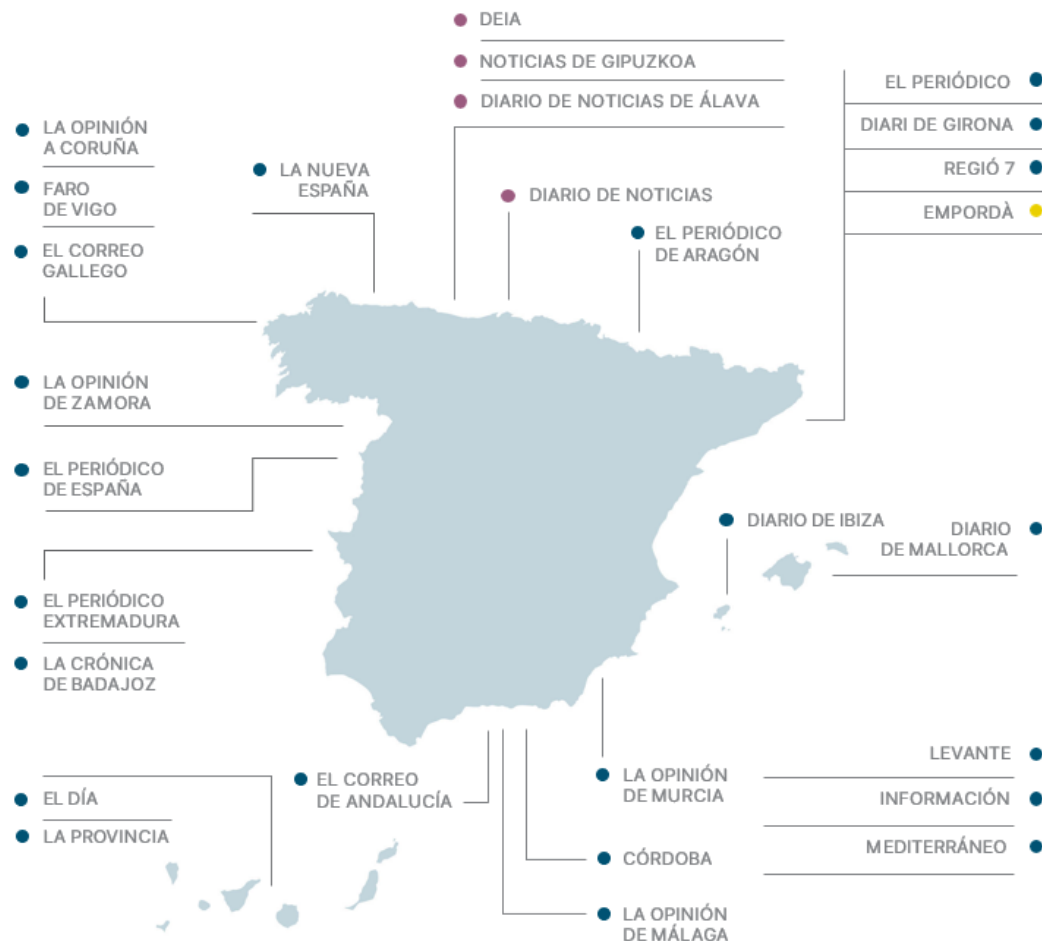 DEIA
NOTICIAS DE GIPUZKOA
DIARIO DE NOTICIAS DE ÁLAVA
EL PERIÓDICO
DIARI DE GIRONA
REGIÓ 7
EMPORDÀ
LA OPINIÓN
A CORUÑA
FARO
DE VIGO
EL CORREO
GALLEGO
LA NUEVA
ESPAÑA
DIARIO DE NOTICIAS
EL PERIÓDICO
DE ARAGÓN
LA OPINIÓN
DE ZAMORA
EL PERIÓDICO
DE ESPAÑA
DIARIO DE IBIZA
DIARIO
DE MALLORCA
EL PERIÓDICO
EXTREMADURA
LA CRÓNICA
DE BADAJOZ
EL DÍA
LA PROVINCIA
EL CORREO
DE ANDALUCÍA
LA OPINIÓN
DE MURCIA
CÓRDOBA
LA OPINIÓN
DE MÁLAGA
LEVANTE
INFORMACIÓN
MEDITERRÁNEO